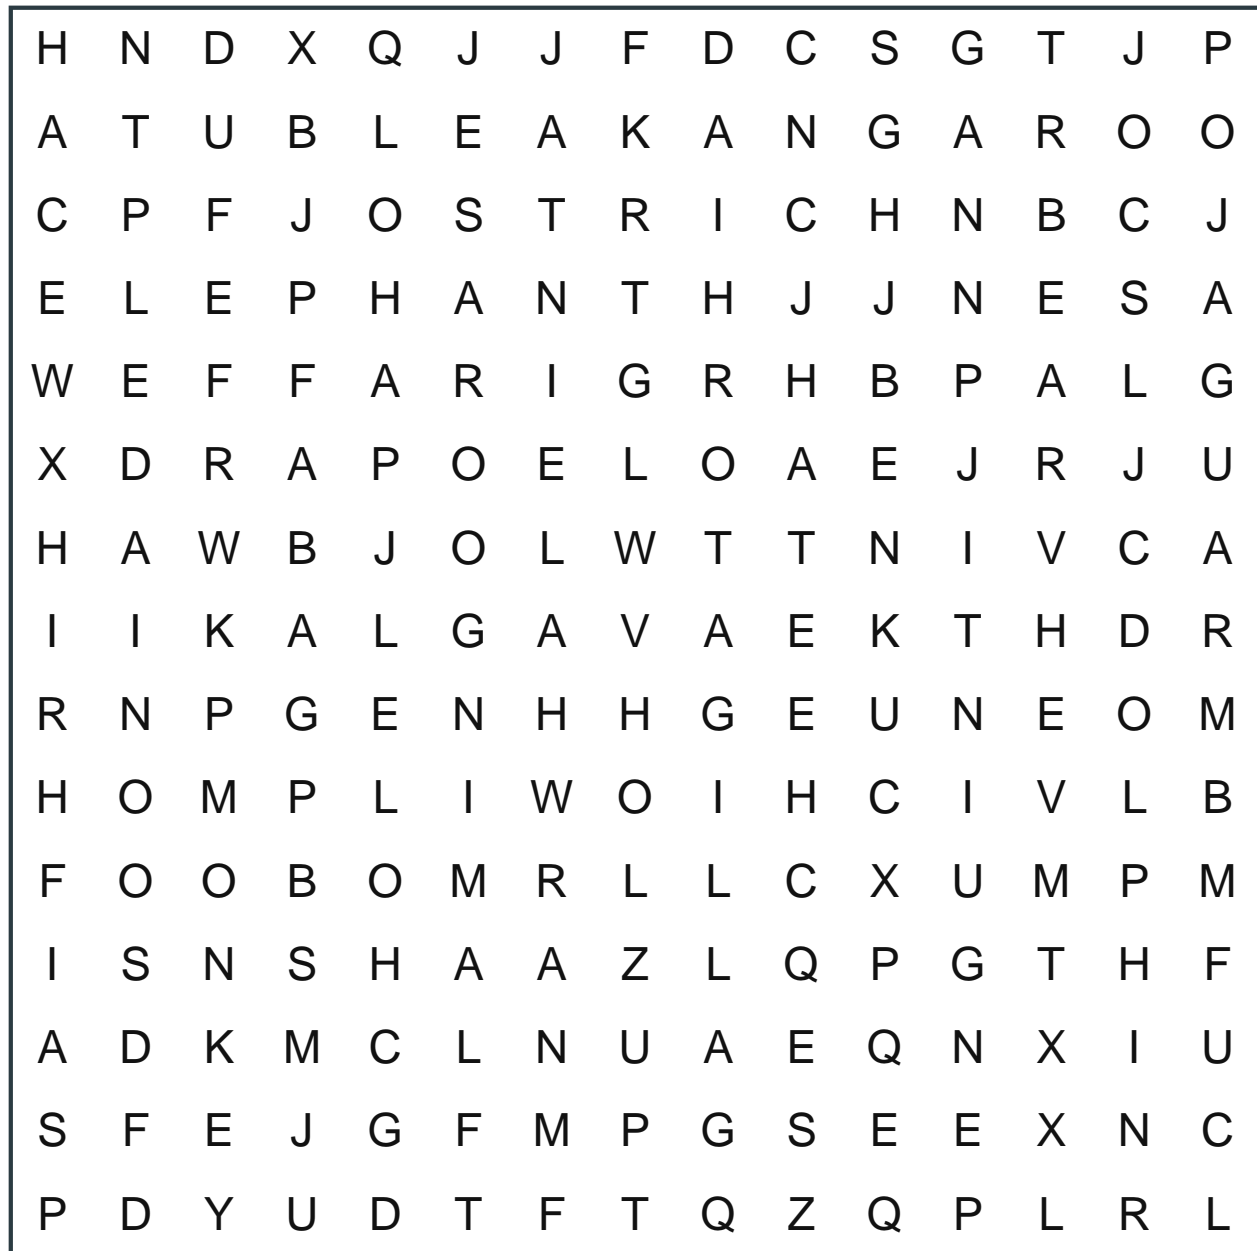 H N D X Q J J F D C S G T J P
A T U B L E A K A N G A R O O
C P F J O S T R I C H N B C J
E L E P H A N T H J J N E S A
W E F F A R I G R H B P A L G
X D R A P O E L O A E J R J U
H A W B J O L W T T N I V C A
I I K A L G A V A E K T H D R
R N P G E N H H G E U N E O M
H O M P L I W O I H C I V L B
F O O B O M R L L C X U M P M
I S N S H A A Z L Q P G T H F
A D K M C L N U A E Q N X I U
S F E J G F M P G S E E X N C
P D Y U D T F T Q Z Q P L R L